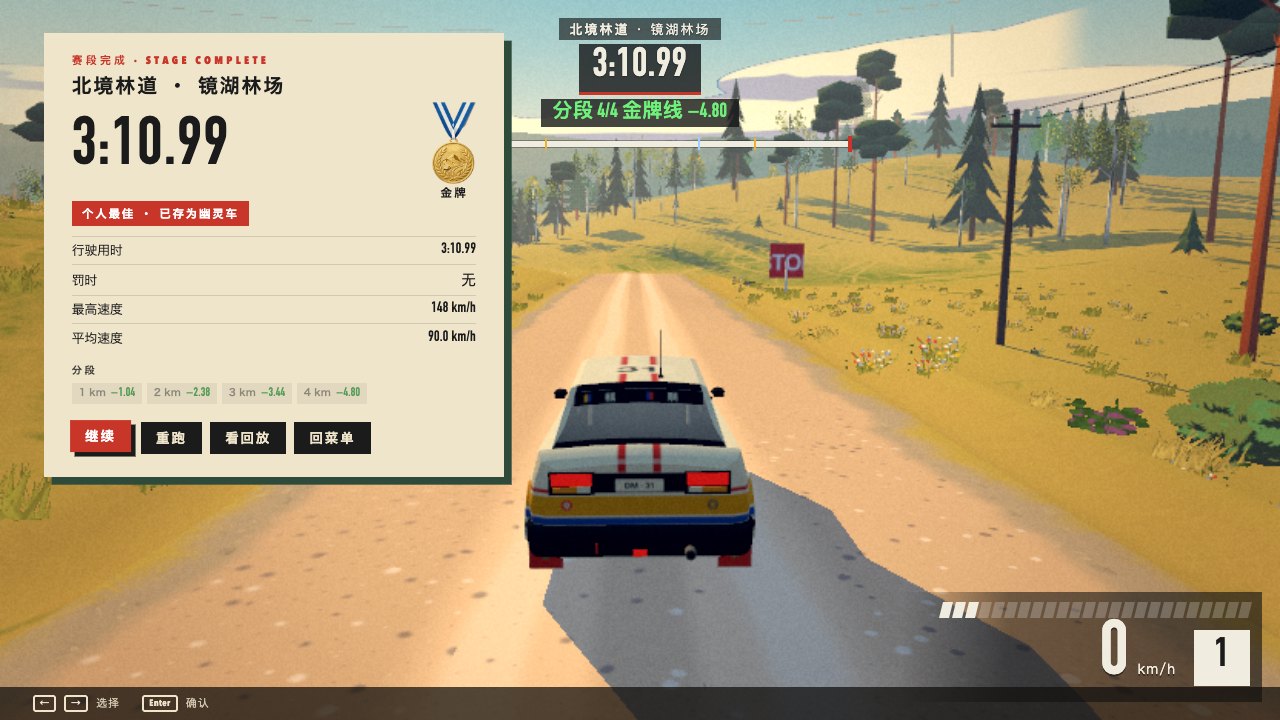 赛段完成 · STAGE COMPLETE
北境林道 · 镜湖林场
3:10.99
金牌
个人最佳 · 已存为幽灵车
行驶用时 3:10.99
罚时 无
最高速度 148 km/h
平均速度 90.0 km/h
分段
1 km −1.04 2 km −2.38 3 km −3.44 4 km −4.80
继续 重跑 看回放 回菜单
北境林道 · 镜湖林场
3:10.99
分段 4/4 金牌线 −4.80
STO
31
DM · 31
0 km/h
1
← → 选择 Enter 确认